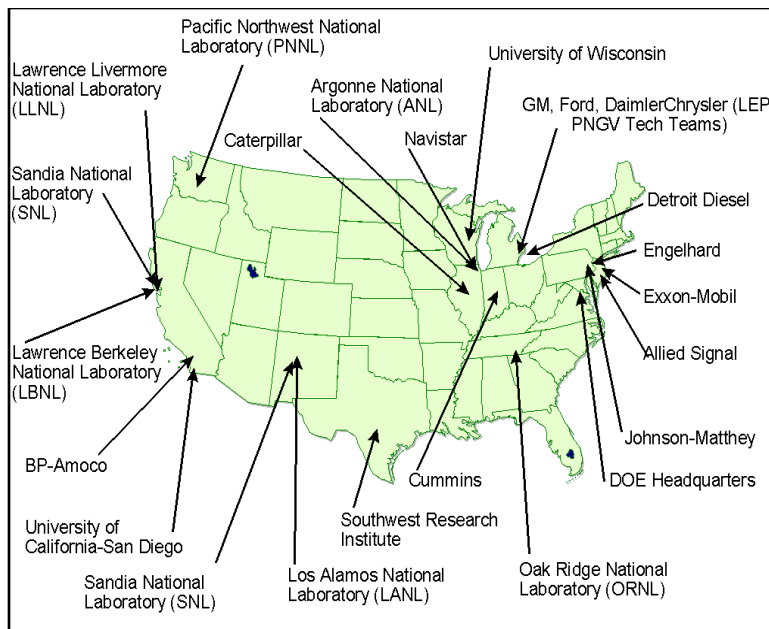 Pacific Northwest National
Laboratory (PNNL)
University of Wisconsin
Lawrence Livermore
National Laboratory
(LLNL)
Argonne National
Laboratory (ANL)
GM, Ford, DaimlerChrysler (LEP
PNGV Tech Teams)
Caterpillar
Navistar
Sandia National
Laboratory
(SNL)
Detroit Diesel
Engelhard
Exxon-Mobil
Allied Signal
Lawrence Berkeley
National Laboratory
(LBNL)
Johnson-Matthey
BP-Amoco
Cummins
DOE Headquarters
University of
California-San Diego
Southwest Research
Institute
Sandia National
Laboratory (SNL)
Los Alamos National
Laboratory (LANL)
Oak Ridge National
Laboratory (ORNL)